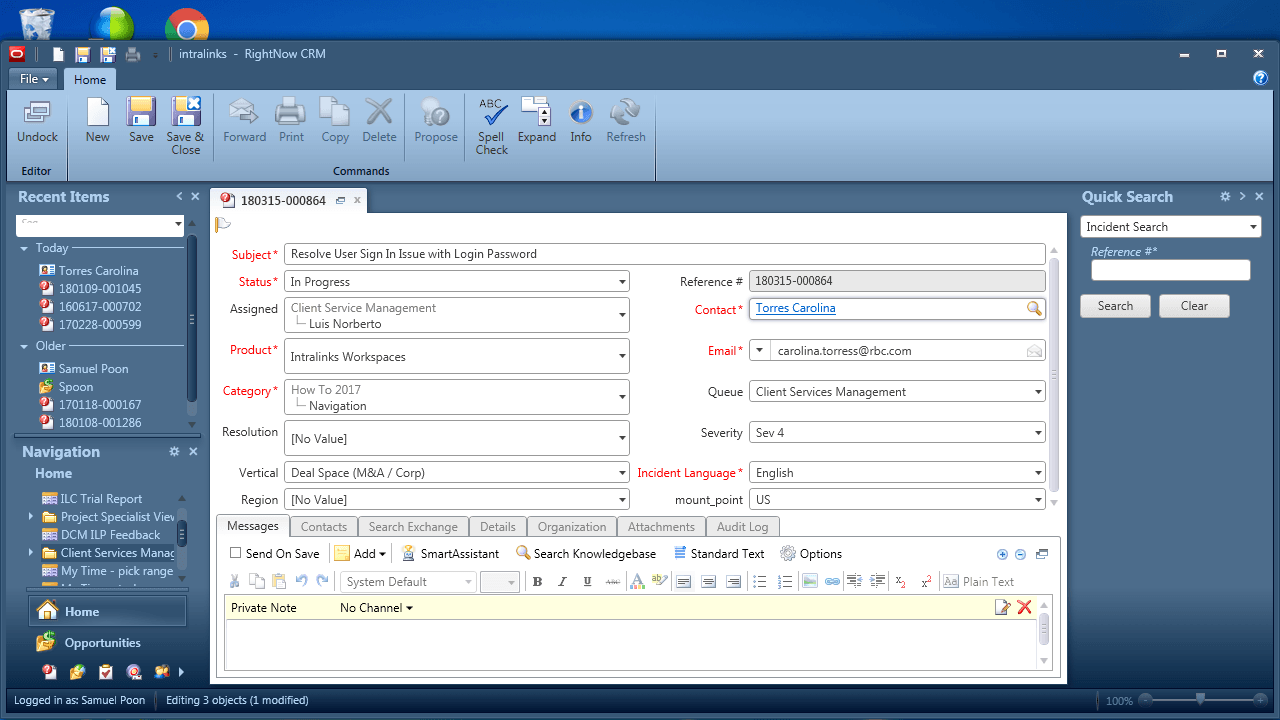 intralinks - RightNow CRM
File
Home
Undock
New
Save
Save & Close
Forward
Print
Copy
Delete
Propose
ABC
Spell Check
Expand
Info
Refresh
Editor
Commands
Recent Items
Today
Torres Carolina
180109-001045
160617-000702
170228-000599
Older
Samuel Poon
Spoon
170118-000167
180108-001286
Navigation
Home
ILC Trial Report
Project Specialist View
DCM ILP Feedback
Client Services Manag
My Time - pick range
Home
Opportunities
180315-000864
Subject* Resolve User Sign In Issue with Login Password
Status* In Progress
Reference # 180315-000864
Assigned Client Service Management
Luis Norberto
Contact* Torres Carolina
Product* Intralinks Workspaces
Email* carolina.torress@rbc.com
Category* How To 2017
Navigation
Queue Client Services Management
Resolution [No Value]
Severity Sev 4
Vertical Deal Space (M&A / Corp)
Incident Language* English
Region [No Value]
mount_point US
Messages Contacts Search Exchange Details Organization Attachments Audit Log
Send On Save Add SmartAssistant Search Knowledgebase Standard Text Options
System Default B I U ABC A ab x2 x2 Aa Plain Text
Private Note No Channel
Quick Search
Incident Search
Reference #*
Search Clear
Logged in as: Samuel Poon Editing 3 objects (1 modified) 100%